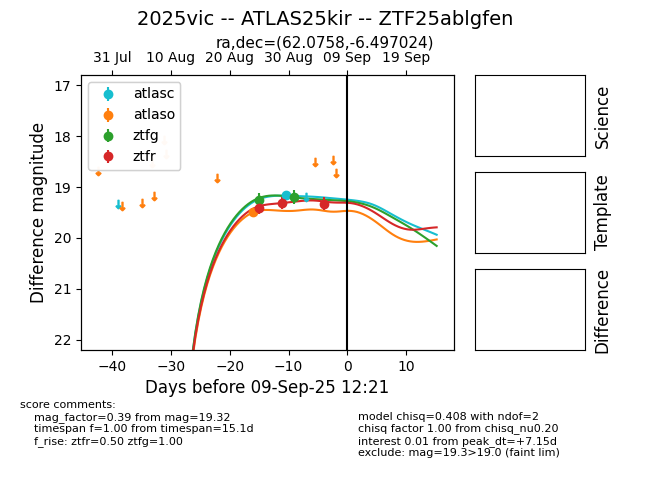 2025vic -- ATLAS25kir -- ZTF25ablgfen
ra,dec=(62.0758,-6.497024)
31 Jul 10 Aug 20 Aug 30 Aug 09 Sep 19 Sep
17
18
19
20
21
22
Difference magnitude
atlasc
atlaso
ztfg
ztfr
−40 −30 −20 −10 0 10
Days before 09-Sep-25 12:21
Science
Template
Difference
score comments:
mag_factor=0.39 from mag=19.32
timespan f=1.00 from timespan=15.1d
f_rise: ztfr=0.50 ztfg=1.00
model chisq=0.408 with ndof=2
chisq factor 1.00 from chisq_nu0.20
interest 0.01 from peak_dt=+7.15d
exclude: mag=19.3>19.0 (faint lim)